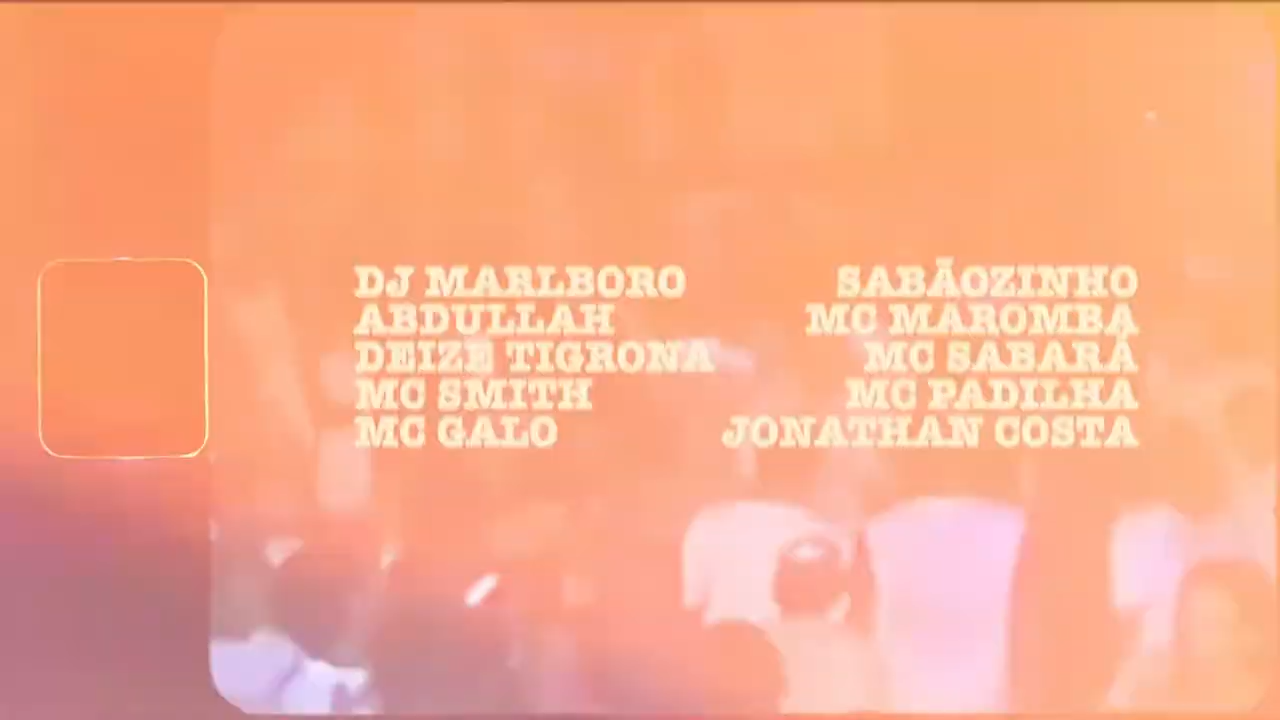 DJ MARLBORO
ABDULLAH
DEIZE TIGRONA
MC SMITH
MC GALO
SABÃOZINHO
MC MAROMBA
MC SABARÁ
MC PADILHA
JONATHAN COSTA